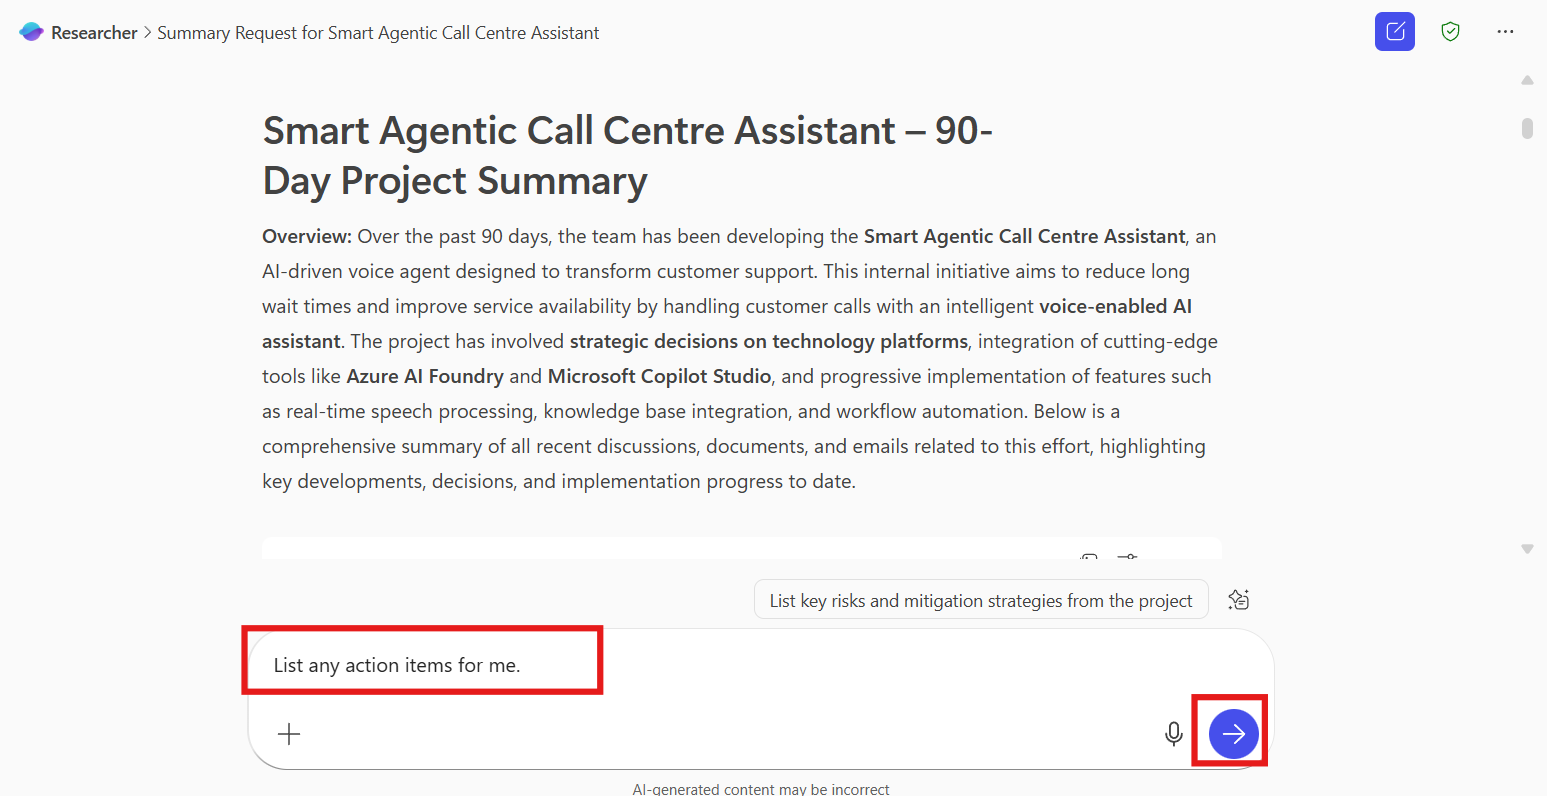 Researcher > Summary Request for Smart Agentic Call Centre Assistant
Smart Agentic Call Centre Assistant – 90-
Day Project Summary
Overview: Over the past 90 days, the team has been developing the Smart Agentic Call Centre Assistant, an
AI-driven voice agent designed to transform customer support. This internal initiative aims to reduce long
wait times and improve service availability by handling customer calls with an intelligent voice-enabled AI
assistant. The project has involved strategic decisions on technology platforms, integration of cutting-edge
tools like Azure AI Foundry and Microsoft Copilot Studio, and progressive implementation of features such
as real-time speech processing, knowledge base integration, and workflow automation. Below is a
comprehensive summary of all recent discussions, documents, and emails related to this effort, highlighting
key developments, decisions, and implementation progress to date.
List key risks and mitigation strategies from the project
List any action items for me.
AI-generated content may be incorrect